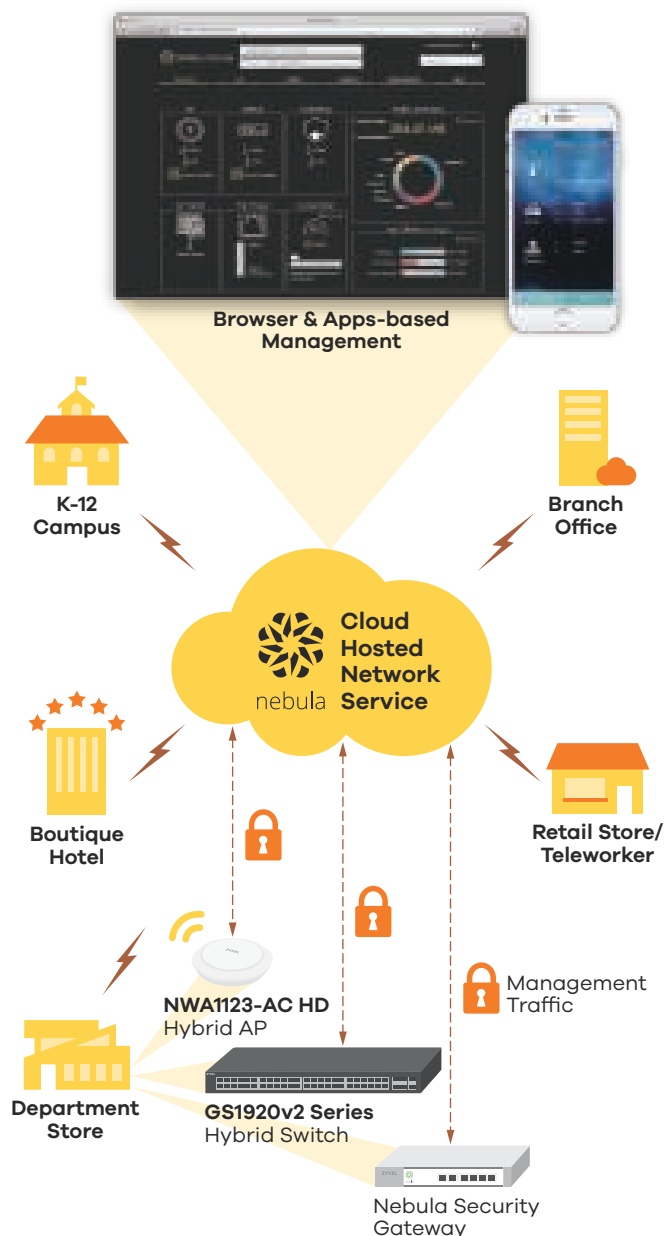 Browser & Apps-based
Management
K-12
Campus
Branch
Office
nebula
Cloud
Hosted
Network
Service
Boutique
Hotel
Retail Store/
Teleworker
NWA1123-AC HD
Hybrid AP
Management
Traffic
Department
Store
GS1920v2 Series
Hybrid Switch
ZYXEL
Nebula Security
Gateway